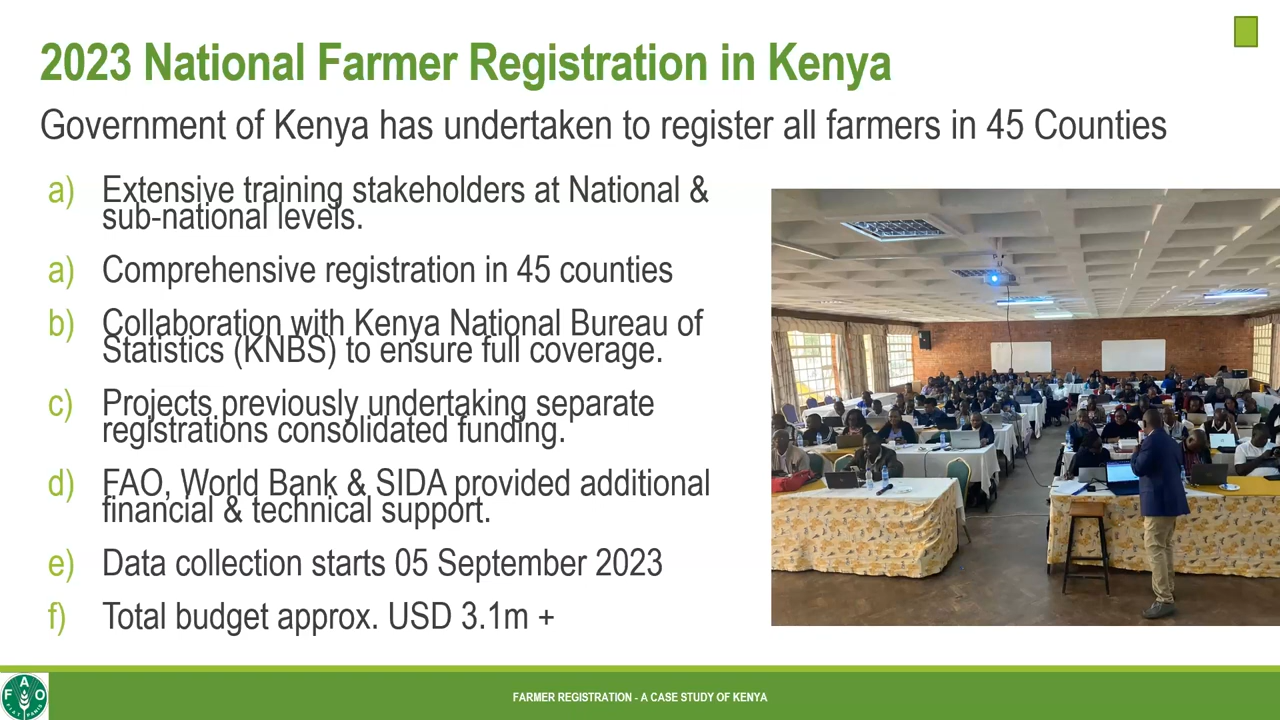 2023 National Farmer Registration in Kenya
Government of Kenya has undertaken to register all farmers in 45 Counties
a) Extensive training stakeholders at National &
sub-national levels.
a) Comprehensive registration in 45 counties
b) Collaboration with Kenya National Bureau of
Statistics (KNBS) to ensure full coverage.
c) Projects previously undertaking separate
registrations consolidated funding.
d) FAO, World Bank & SIDA provided additional
financial & technical support.
e) Data collection starts 05 September 2023
f) Total budget approx. USD 3.1m +
FAO
FIAT PANIS
FARMER REGISTRATION - A CASE STUDY OF KENYA